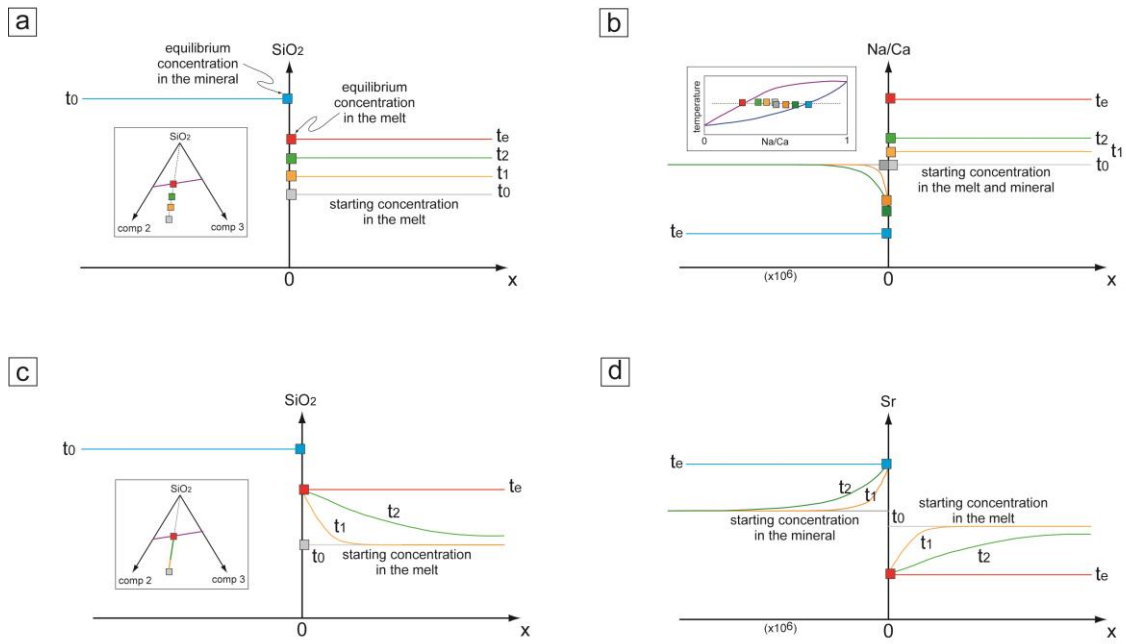 a
SiO2
equilibrium
concentration
in the mineral
t0
equilibrium
concentration
in the melt
te
t2
t1
t0
starting concentration
in the melt
SiO2
comp 2
comp 3
0
x
b
Na/Ca
temperature
0
Na/Ca
1
te
t2
t1
t0
starting concentration
in the melt and mineral
te
(x10⁶)
0
x
c
SiO2
t0
te
t2
t1
t0
starting concentration
in the melt
SiO2
comp 2
comp 3
0
x
d
Sr
te
t2
t1
starting concentration
in the mineral
starting concentration
in the melt
t0
t1
t2
te
(x10⁶)
0
x